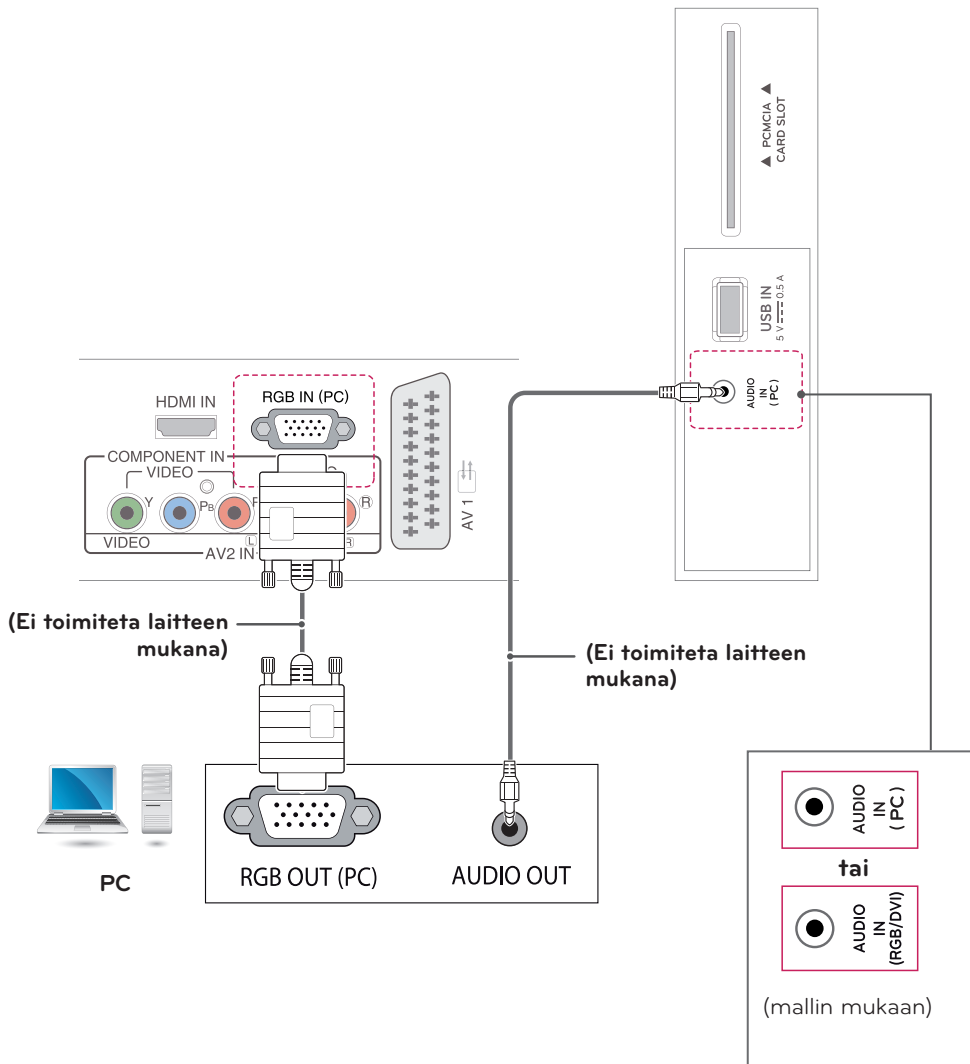 ▲ PCMCIA ▲
CARD SLOT
USB IN
5 V 0.5 A
AUDIO
IN
(PC)
RGB IN (PC)
HDMI IN
COMPONENT IN
VIDEO
Y
PB
R
VIDEO
L
R
AV2 IN
AV 1
(Ei toimiteta laitteen
mukana)
(Ei toimiteta laitteen
mukana)
PC
RGB OUT (PC)
AUDIO OUT
AUDIO
IN
(PC)
tai
AUDIO
IN
(RGB/DVI)
(mallin mukaan)